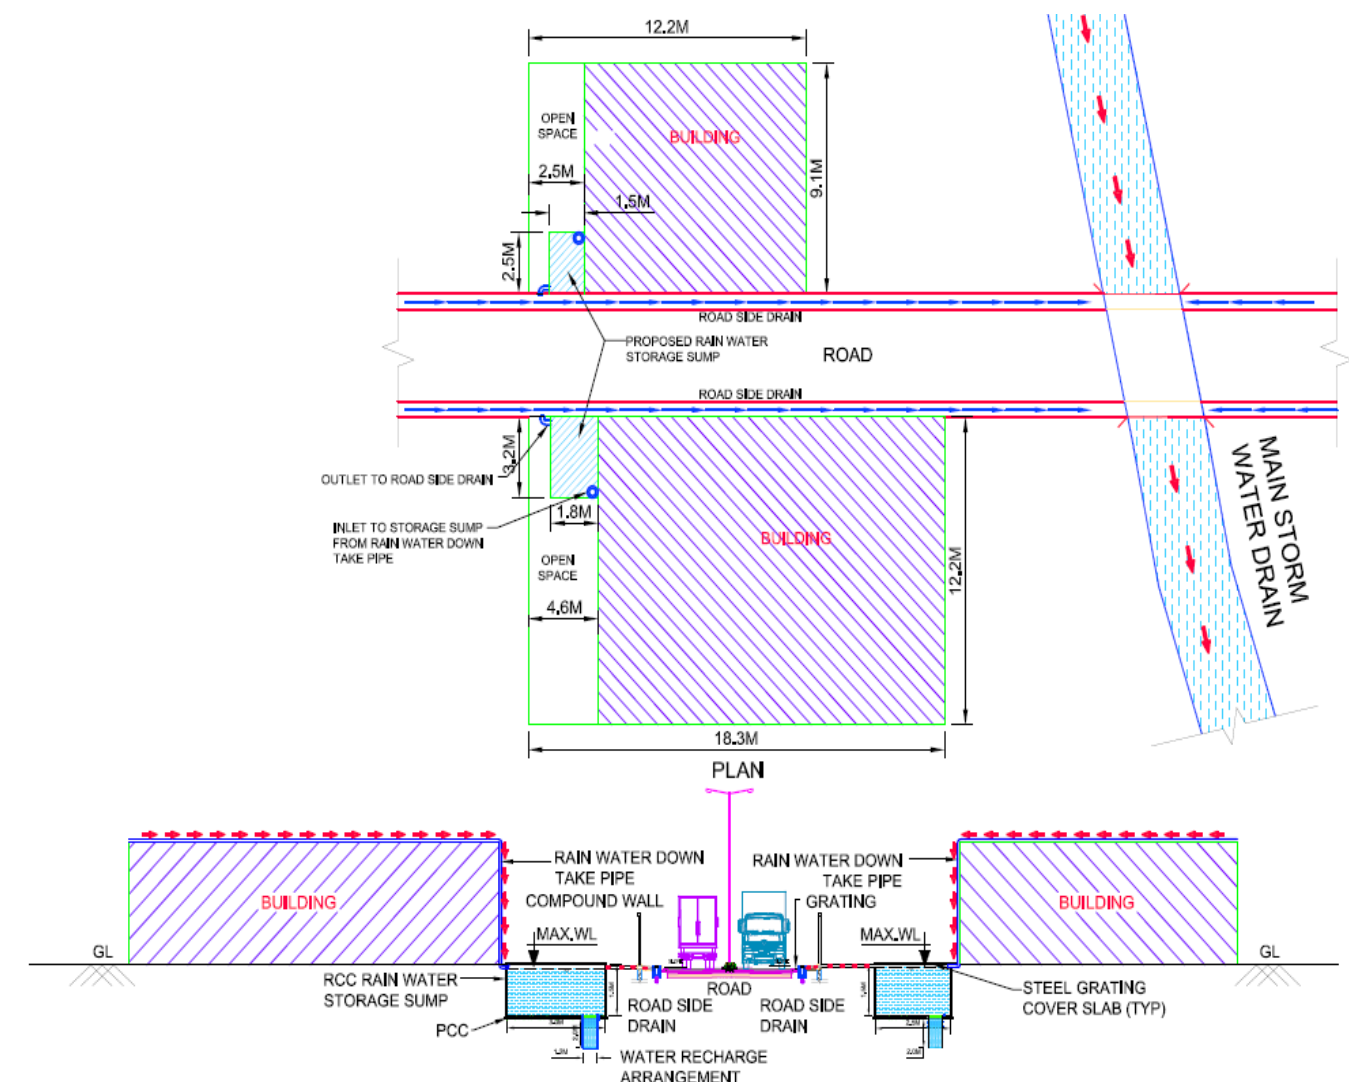 12.2M
OPEN
SPACE
BUILDING
2.5M
9.1M
1.5M
2.5M
ROAD SIDE DRAIN
PROPOSED RAIN WATER
STORAGE SUMP
ROAD
ROAD SIDE DRAIN
3.2M
OUTLET TO ROAD SIDE DRAIN
MAIN STORM
WATER DRAIN
1.8M
INLET TO STORAGE SUMP
FROM RAIN WATER DOWN
TAKE PIPE
BUILDING
OPEN
SPACE
12.2M
4.6M
18.3M
PLAN
RAIN WATER DOWN
TAKE PIPE
RAIN WATER DOWN
TAKE PIPE
COMPOUND WALL
GRATING
BUILDING
BUILDING
MAX.WL
MAX.WL
GL
GL
RCC RAIN WATER
STORAGE SUMP
ROAD
STEEL GRATING
COVER SLAB (TYP)
ROAD SIDE
DRAIN
ROAD SIDE
DRAIN
PCC
WATER RECHARGE
ARRANGEMENT